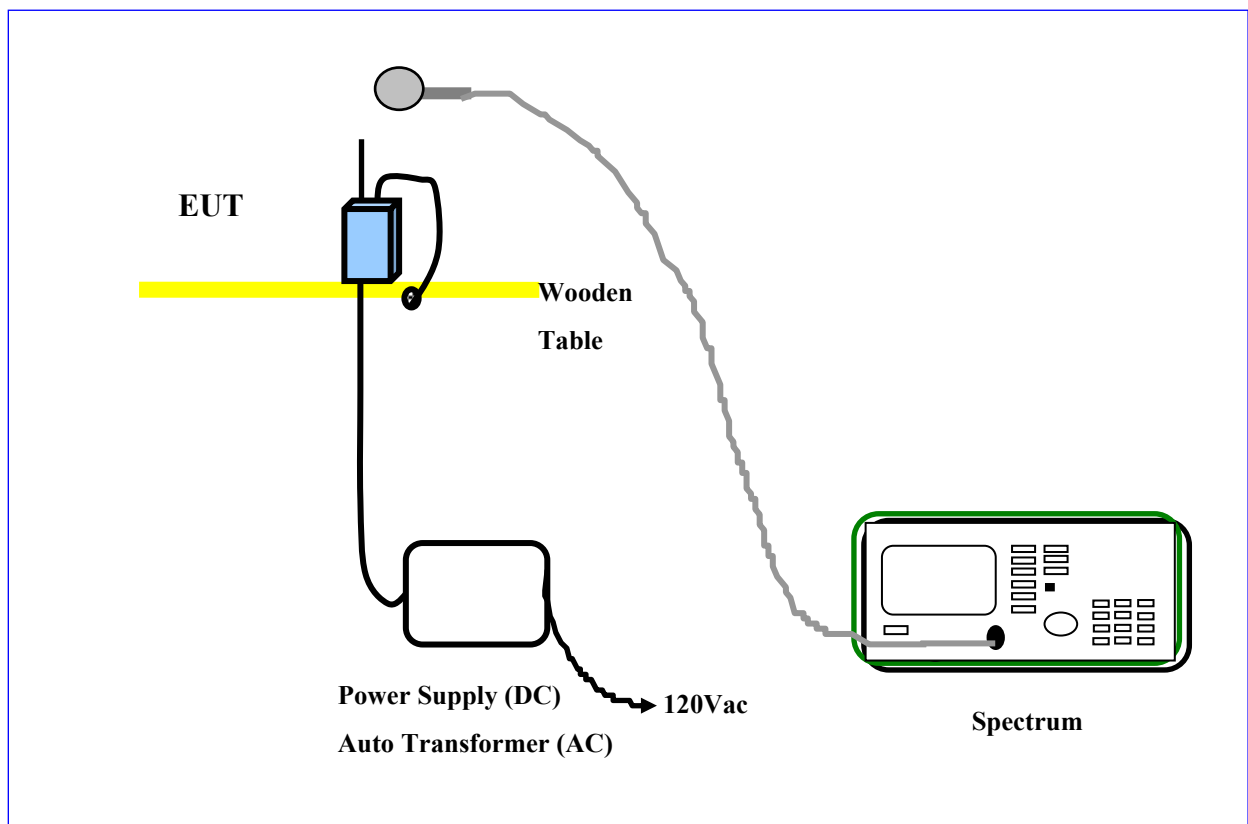 EUT
Wooden
Table
Power Supply (DC)
Auto Transformer (AC)
120Vac
Spectrum